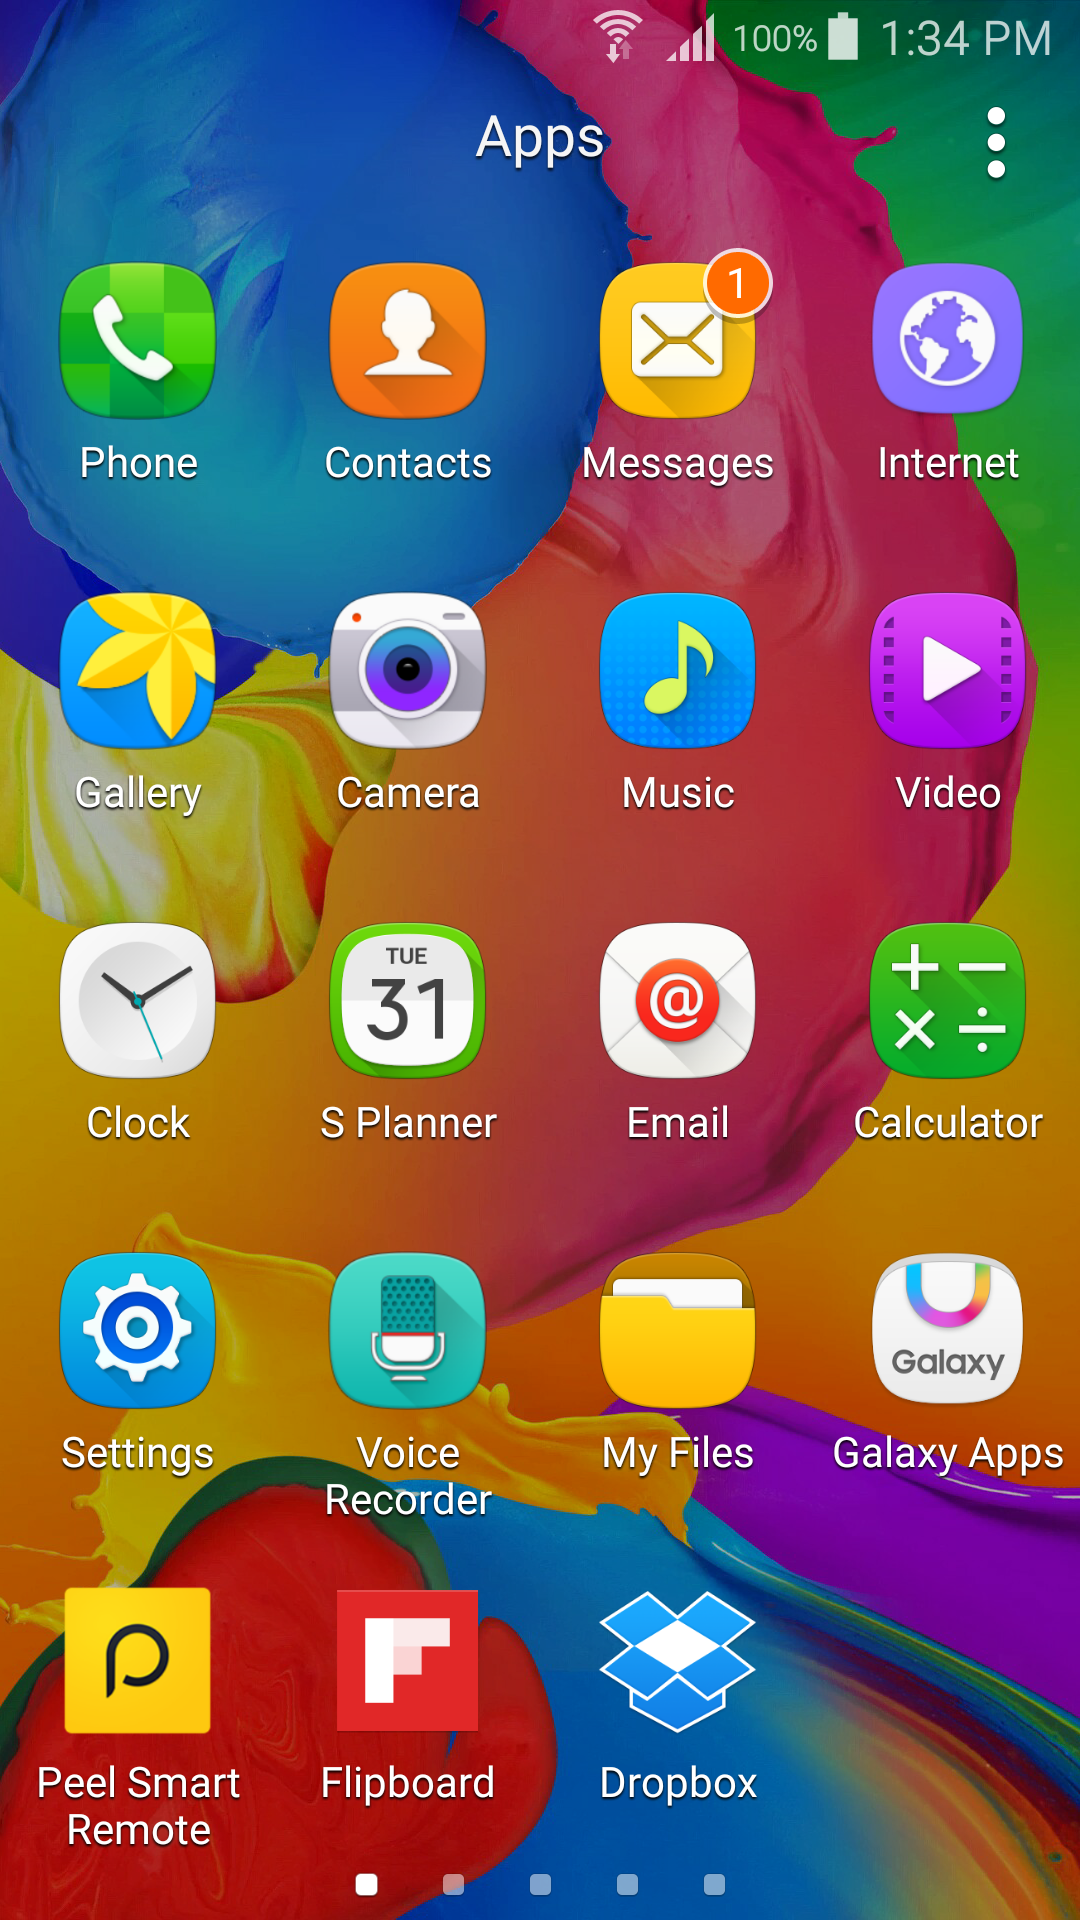 100% 1:34 PM
Apps
1
Phone Contacts Messages Internet
Gallery Camera Music Video
TUE
31
@
Clock S Planner Email Calculator
Galaxy
Settings Voice Recorder My Files Galaxy Apps
Peel Smart Remote Flipboard Dropbox